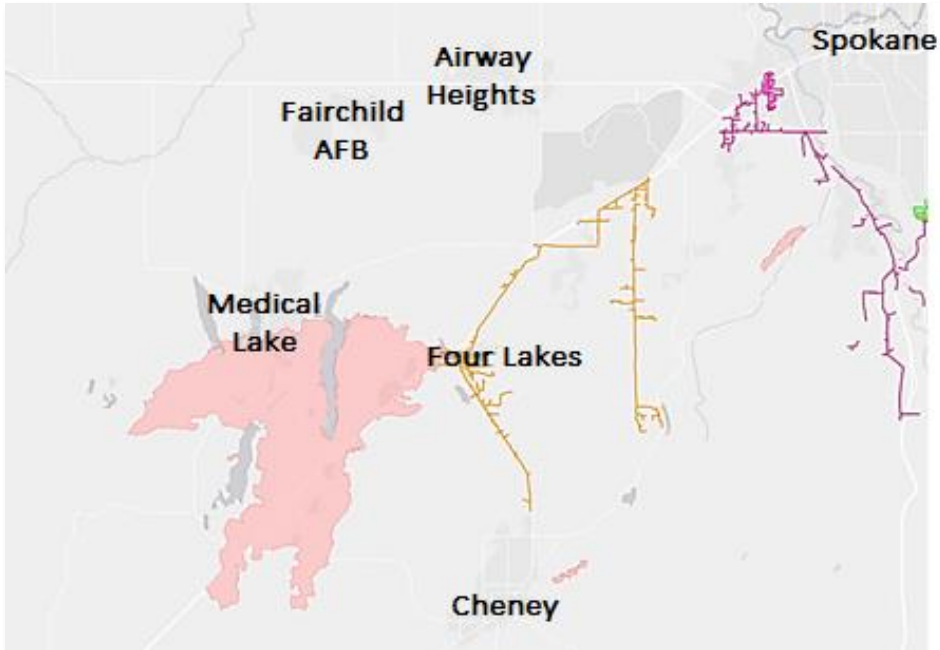 Spokane
Airway
Heights
Fairchild
AFB
Medical
Lake
Four Lakes
Cheney